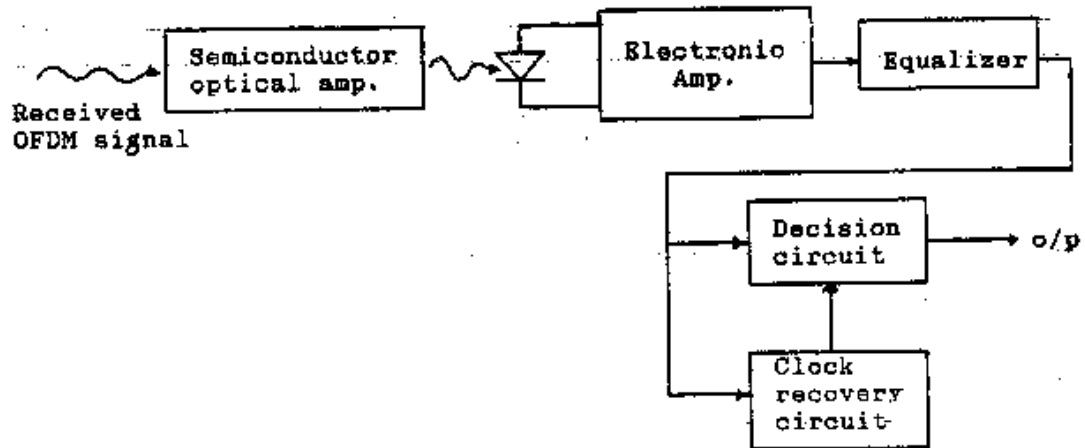 Semiconductor
optical amp.
Electronic
Amp.
Equalizer
Received
OFDM signal
Decision
circuit
o/p
Clock
recovery
circuit